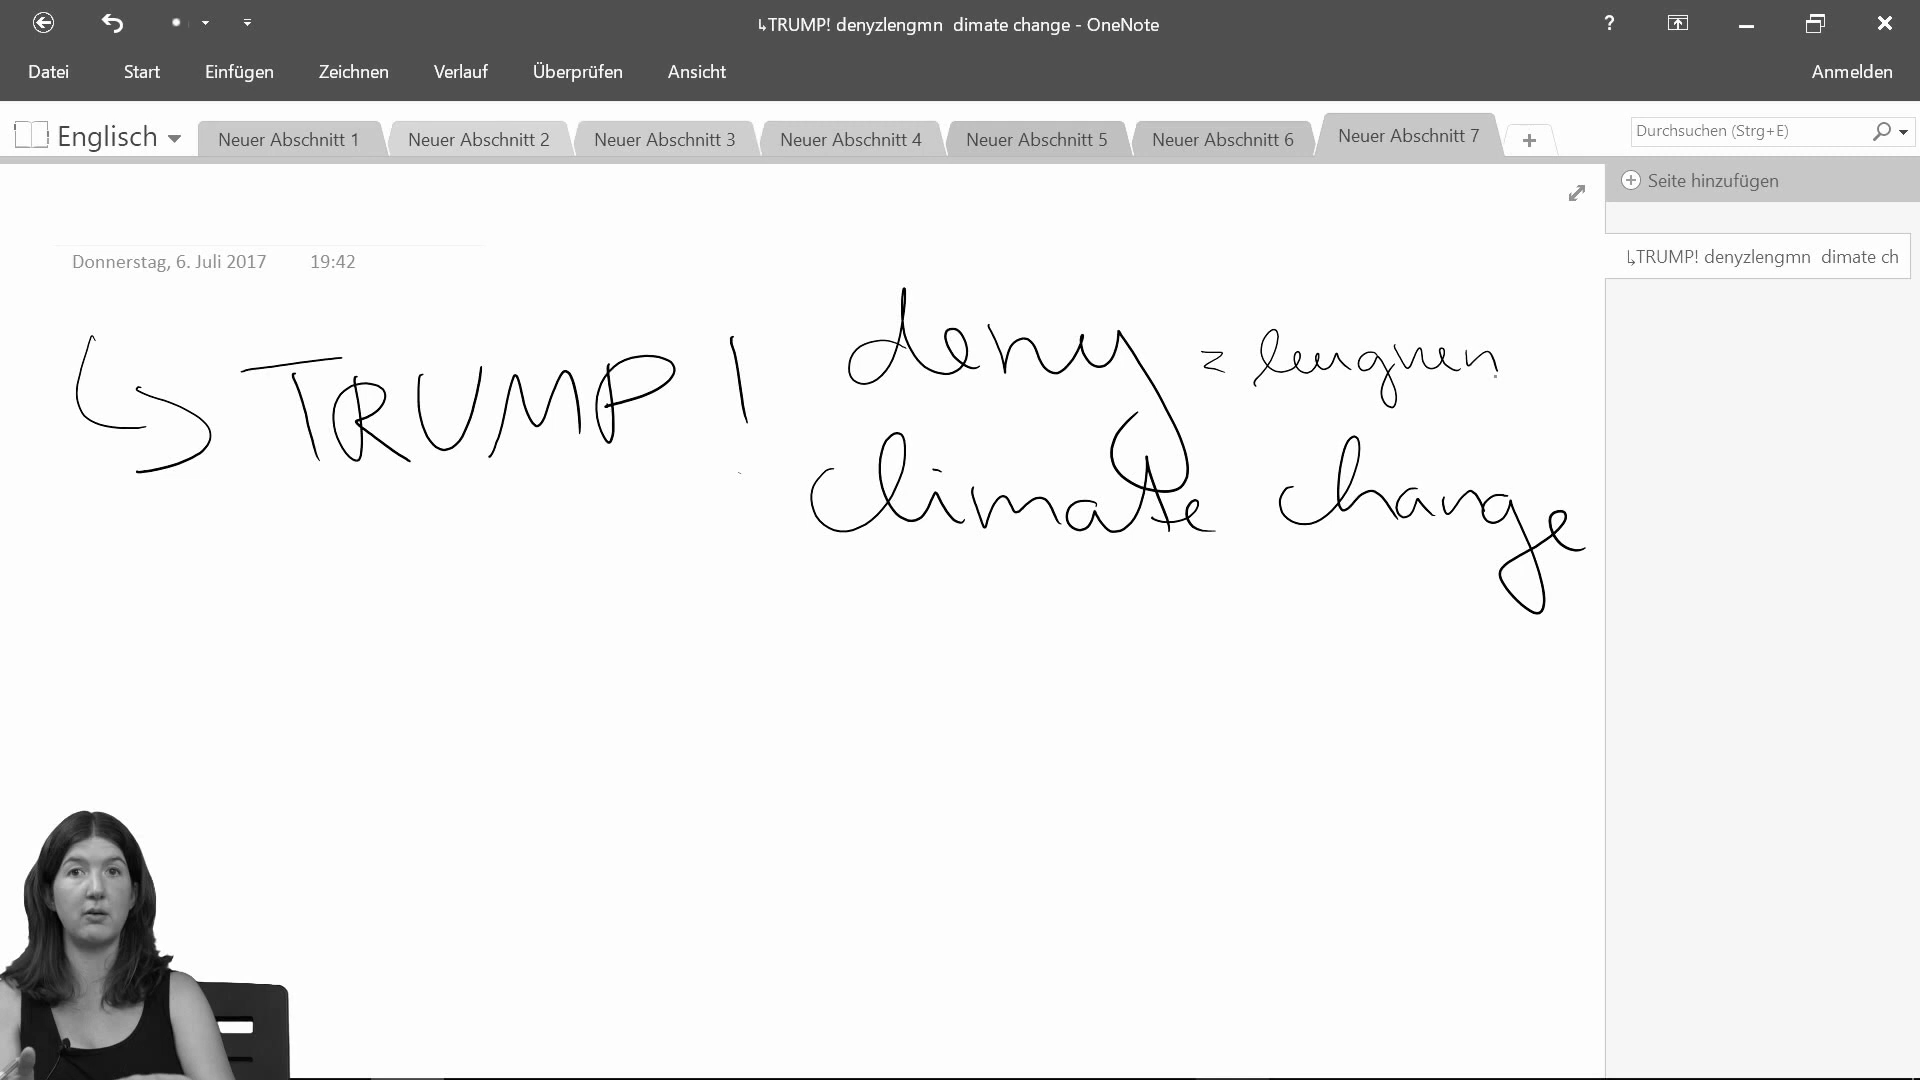 ↳TRUMP! denyzlengmn  dimate change - OneNote
?
Datei Start Einfügen Zeichnen Verlauf Überprüfen Ansicht Anmelden
Englisch Neuer Abschnitt 1 Neuer Abschnitt 2 Neuer Abschnitt 3 Neuer Abschnitt 4 Neuer Abschnitt 5 Neuer Abschnitt 6 Neuer Abschnitt 7 + Durchsuchen (Strg+E)
Seite hinzufügen
↳TRUMP! denyzlengmn  dimate ch
Donnerstag, 6. Juli 2017 19:42
↳ TRUMP! deny = leugnen
climate change